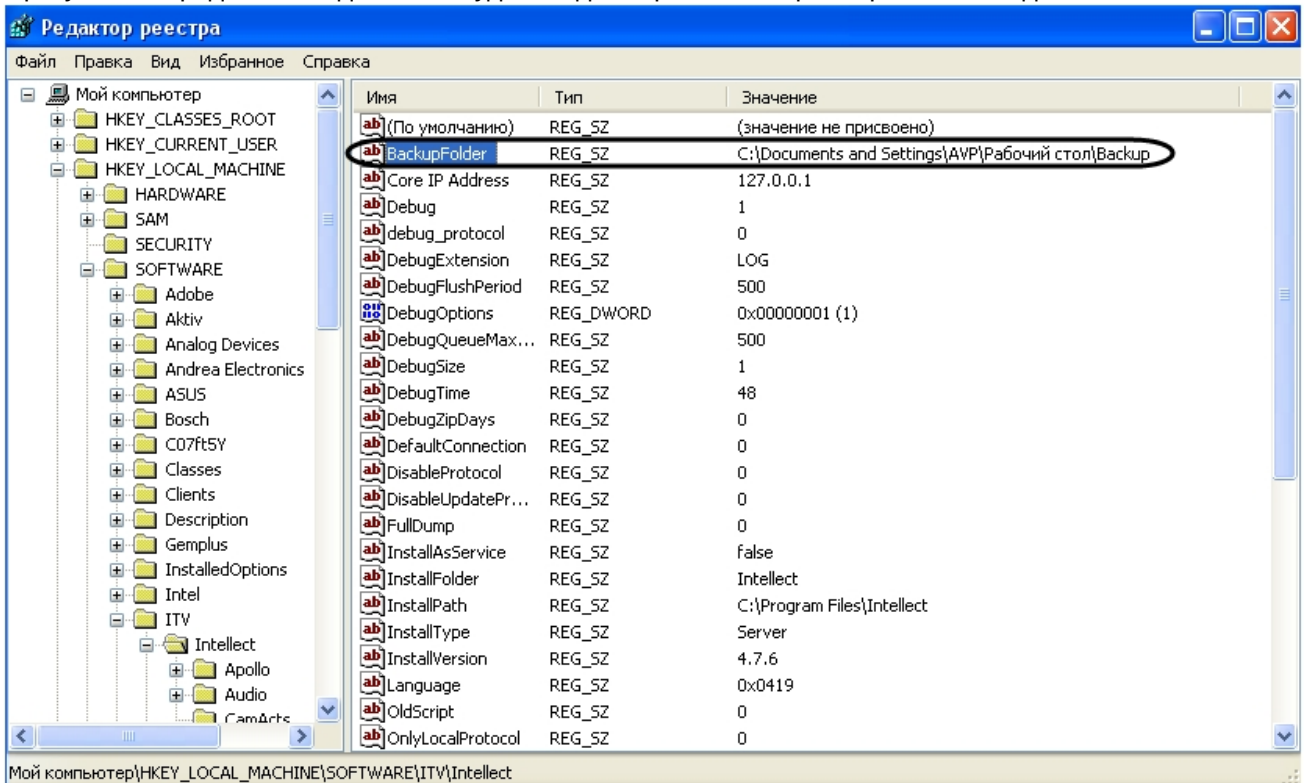 Редактор реестра
Файл Правка Вид Избранное Справка
Мой компьютер
HKEY_CLASSES_ROOT
HKEY_CURRENT_USER
HKEY_LOCAL_MACHINE
HARDWARE
SAM
SECURITY
SOFTWARE
Adobe
Aktiv
Analog Devices
Andrea Electronics
ASUS
Bosch
C07ft5Y
Classes
Clients
Description
Gemplus
InstalledOptions
Intel
ITV
Intellect
Apollo
Audio
CamActs
Имя Тип Значение
(По умолчанию) REG_SZ (значение не присвоено)
BackupFolder REG_SZ C:\Documents and Settings\AVP\Рабочий стол\Backup
Core IP Address REG_SZ 127.0.0.1
Debug REG_SZ 1
debug_protocol REG_SZ 0
DebugExtension REG_SZ LOG
DebugFlushPeriod REG_SZ 500
DebugOptions REG_DWORD 0x00000001 (1)
DebugQueueMax... REG_SZ 500
DebugSize REG_SZ 1
DebugTime REG_SZ 48
DebugZipDays REG_SZ 0
DefaultConnection REG_SZ 0
DisableProtocol REG_SZ 0
DisableUpdatePr... REG_SZ 0
FullDump REG_SZ 0
InstallAsService REG_SZ false
InstallFolder REG_SZ Intellect
InstallPath REG_SZ C:\Program Files\Intellect
InstallType REG_SZ Server
InstallVersion REG_SZ 4.7.6
Language REG_SZ 0x0419
OldScript REG_SZ 0
OnlyLocalProtocol REG_SZ 0
Мой компьютер\HKEY_LOCAL_MACHINE\SOFTWARE\ITV\Intellect